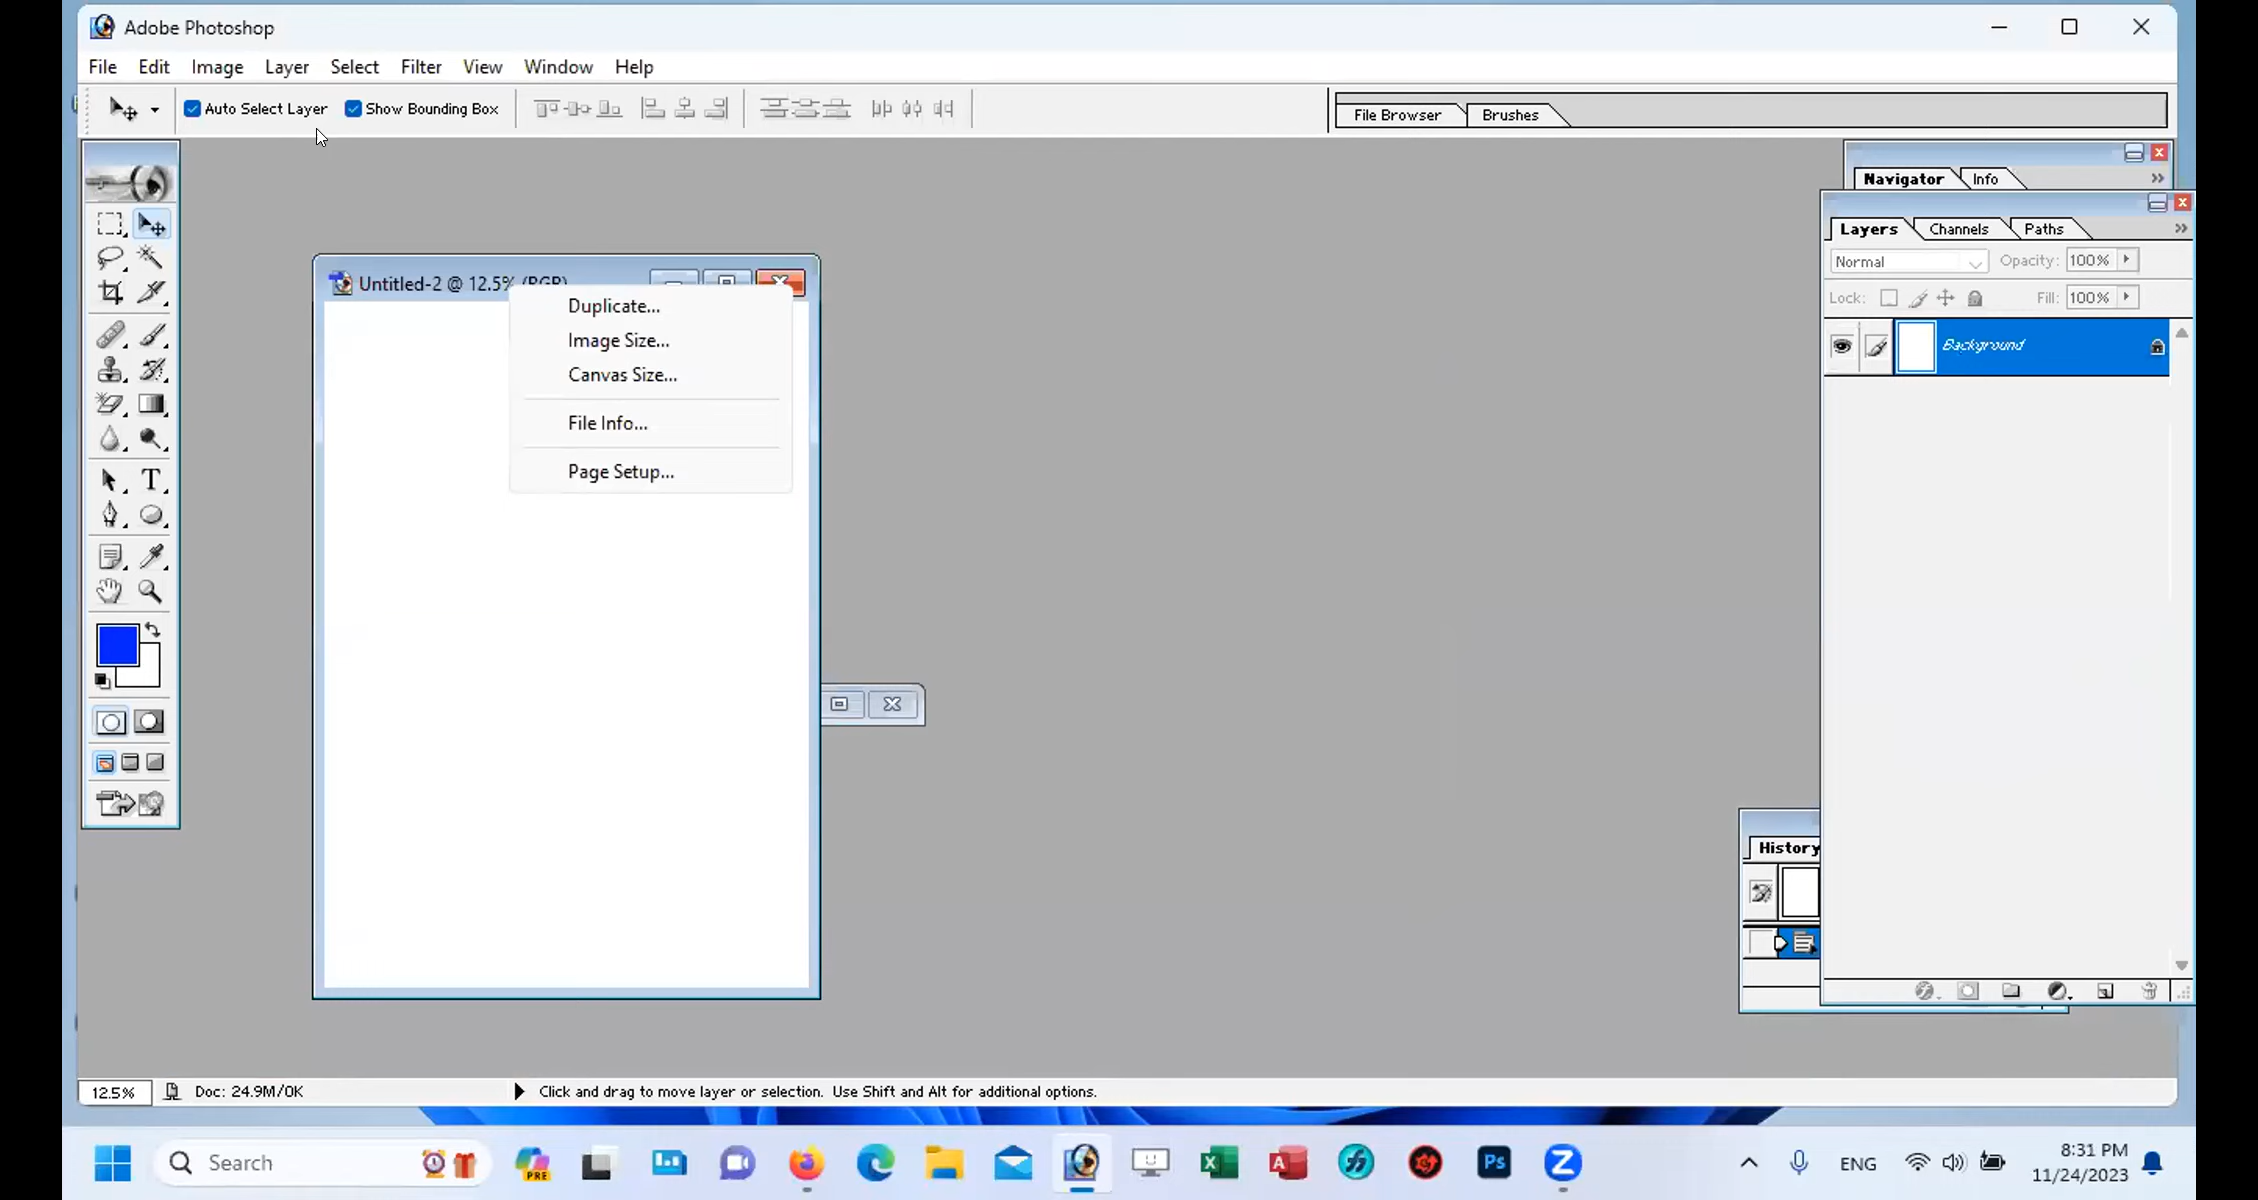 Adobe Photoshop
File Edit Image Layer Select Filter View Window Help
Auto Select Layer Show Bounding Box File Browser Brushes
Navigator Info
Layers Channels Paths
Normal Opacity: 100%
Lock: Fill: 100%
Background
Untitled-2 @ 12.5% (RGB)
Duplicate...
Image Size...
Canvas Size...
File Info...
Page Setup...
T
History
12.5% Doc: 24.9M/0K Click and drag to move layer or selection. Use Shift and Alt for additional options.
Search PRE X A Ps Z ENG 8:31 PM
11/24/2023